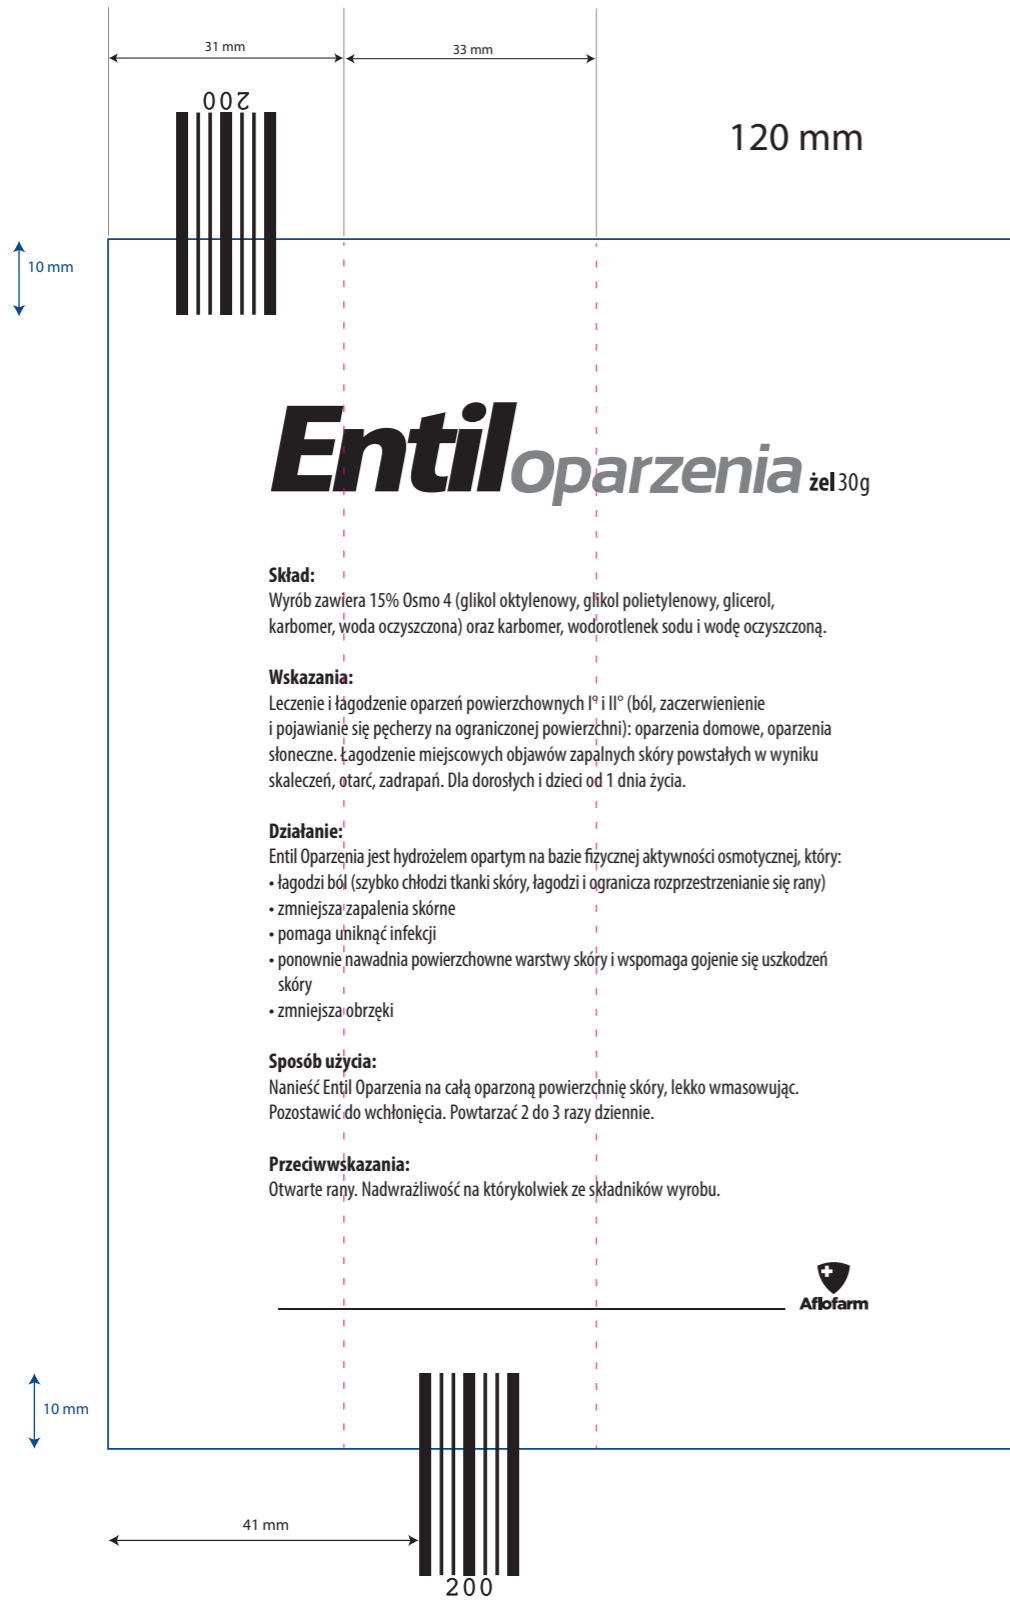 31 mm
33 mm
200
120 mm
10 mm
Entil Oparzenia żel 30g
Skład:
Wyrób zawiera 15% Osmo 4 (glikol oktylenowy, glikol polietylenowy, glicerol,
karbomer, woda oczyszczona) oraz karbomer, wodorotlenek sodu i wodę oczyszczoną.
Wskazania:
Leczenie i łagodzenie oparzeń powierzchownych I° i II° (ból, zaczerwienienie
i pojawianie się pęcherzy na ograniczonej powierzchni): oparzenia domowe, oparzenia
słoneczne. Łagodzenie miejscowych objawów zapalnych skóry powstałych w wyniku
skaleczeń, otarć, zadrapań. Dla dorosłych i dzieci od 1 dnia życia.
Działanie:
Entil Oparzenia jest hydrożelem opartym na bazie fizycznej aktywności osmotycznej, który:
• łagodzi ból (szybko chłodzi tkanki skóry, łagodzi i ogranicza rozprzestrzenianie się rany)
• zmniejsza zapalenia skórne
• pomaga uniknąć infekcji
• ponownie nawadnia powierzchowne warstwy skóry i wspomaga gojenie się uszkodzeń
skóry
• zmniejsza obrzęki
Sposób użycia:
Nanieść Entil Oparzenia na całą oparzoną powierzchnię skóry, lekko wmasowując.
Pozostawić do wchłonięcia. Powtarzać 2 do 3 razy dziennie.
Przeciwwskazania:
Otwarte rany. Nadwrażliwość na którykolwiek ze składników wyrobu.
Aflofarm
10 mm
41 mm
200